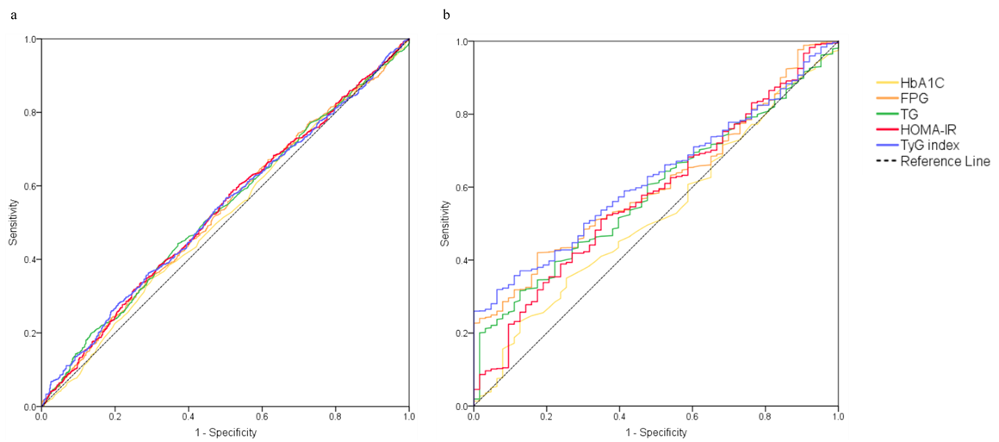 a
b
1.0
0.8
0.6
0.4
0.2
0.0
Sensitivity
0.0 0.2 0.4 0.6 0.8 1.0
1 - Specificity
1.0
0.8
0.6
0.4
0.2
0.0
Sensitivity
0.0 0.2 0.4 0.6 0.8 1.0
1 - Specificity
HbA1C
FPG
TG
HOMA-IR
TyG index
Reference Line